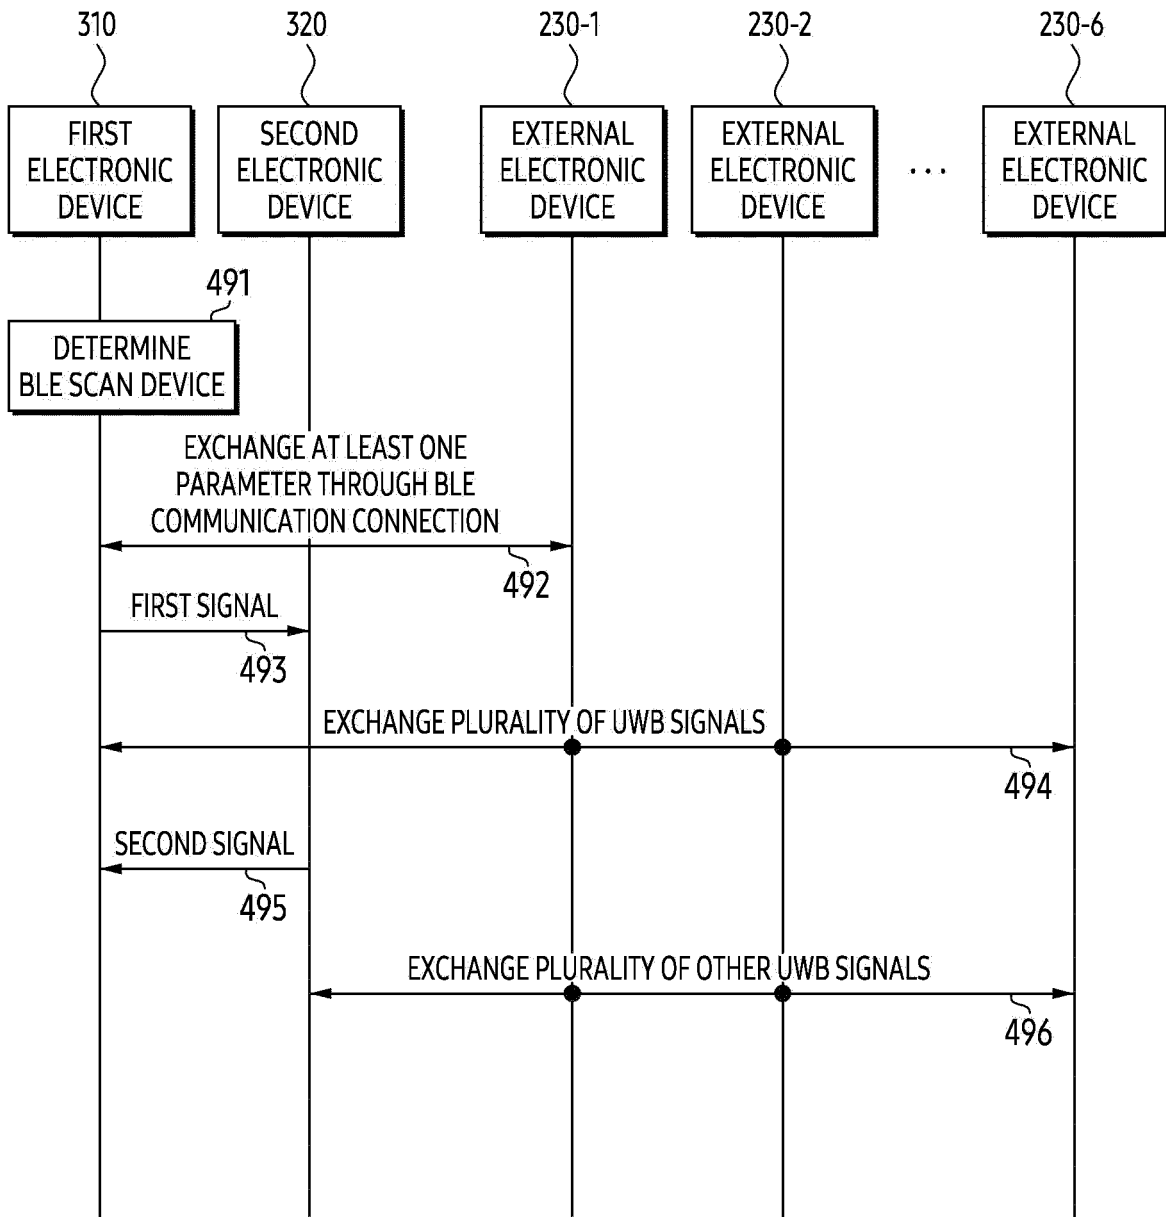 310
320
230-1
230-2
230-6
FIRST
ELECTRONIC
DEVICE
SECOND
ELECTRONIC
DEVICE
EXTERNAL
ELECTRONIC
DEVICE
EXTERNAL
ELECTRONIC
DEVICE
...
EXTERNAL
ELECTRONIC
DEVICE
491
DETERMINE
BLE SCAN DEVICE
EXCHANGE AT LEAST ONE
PARAMETER THROUGH BLE
COMMUNICATION CONNECTION
492
FIRST SIGNAL
493
EXCHANGE PLURALITY OF UWB SIGNALS
494
SECOND SIGNAL
495
EXCHANGE PLURALITY OF OTHER UWB SIGNALS
496